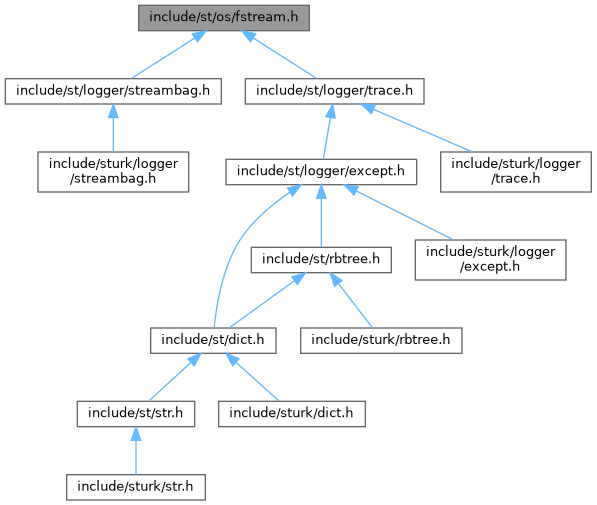 include/st/os/fstream.h
include/st/logger/streambag.h
include/st/logger/trace.h
include/sturk/logger
/streambag.h
include/st/logger/except.h
include/sturk/logger
/trace.h
include/st/rbtree.h
include/sturk/logger
/except.h
include/st/dict.h
include/sturk/rbtree.h
include/st/str.h
include/sturk/dict.h
include/sturk/str.h